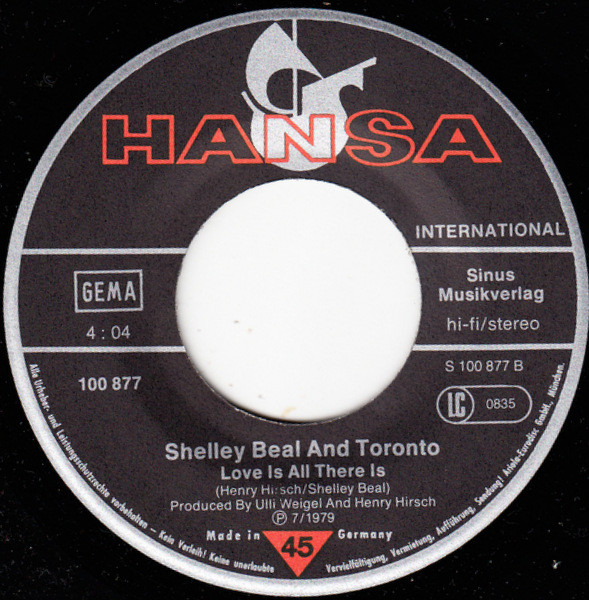 HANSA
INTERNATIONAL
GEMA
4 : 04
Sinus
Musikverlag
hi-fi/stereo
100 877
S 100 877 B
LC 0835
Shelley Beal And Toronto
Love Is All There Is
(Henry Hirsch/Shelley Beal)
Produced By Ulli Weigel And Henry Hirsch
Ⓟ 7/1979
Made in Germany
45
Alle Urheber- und Leistungsschutzrechte vorbehalten – Kein Verleih! Keine unerlaubte Vervielfältigung, Vermietung, Aufführung, Sendung! Ariola-Eurodisc GmbH., München.